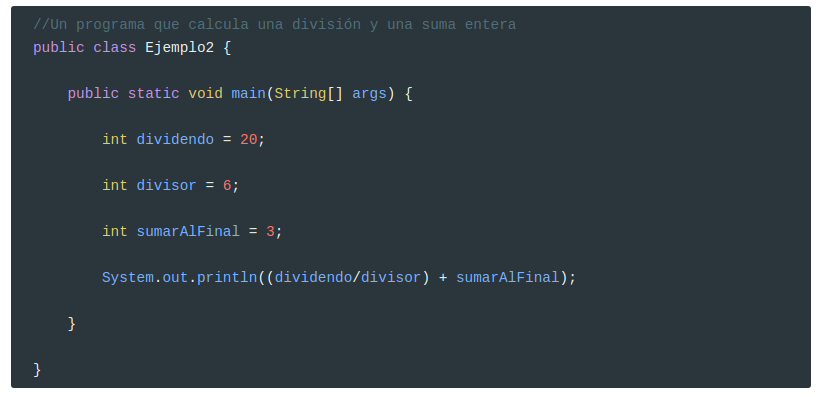 //Un programa que calcula una división y una suma entera
public class Ejemplo2 {
public static void main(String[] args) {
int dividendo = 20;
int divisor = 6;
int sumarAlFinal = 3;
System.out.println((dividendo/divisor) + sumarAlFinal);
}
}